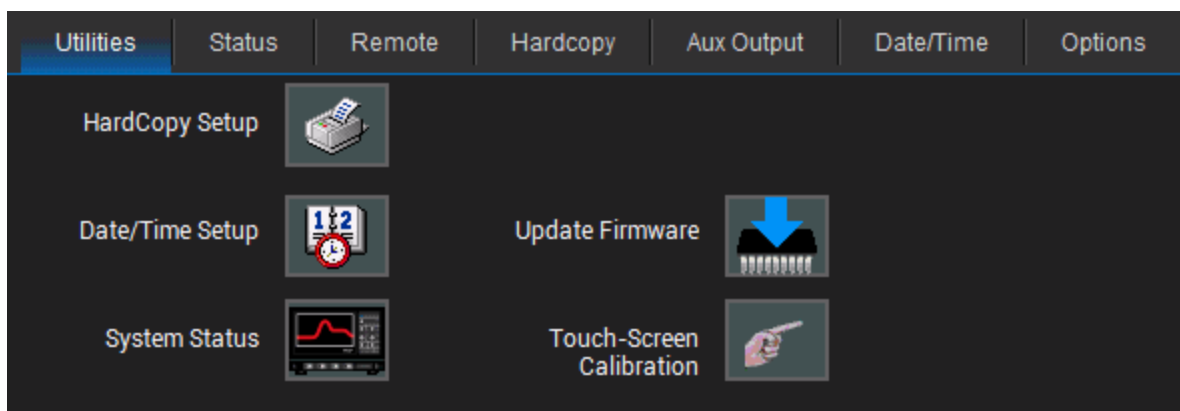 Utilities Status Remote Hardcopy Aux Output Date/Time Options
HardCopy Setup
Date/Time Setup
Update Firmware
System Status
Touch-Screen
Calibration